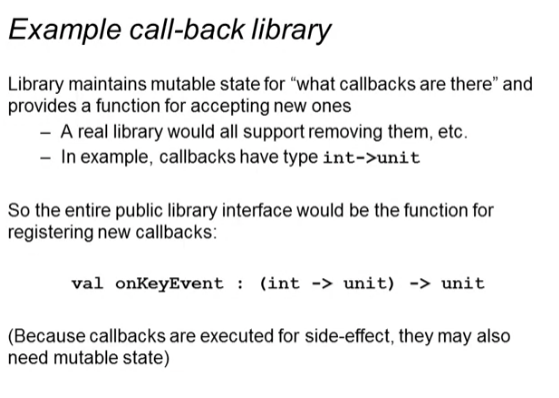 Example call-back library
Library maintains mutable state for “what callbacks are there” and
provides a function for accepting new ones
– A real library would all support removing them, etc.
– In example, callbacks have type int->unit
So the entire public library interface would be the function for
registering new callbacks:
val onKeyEvent : (int -> unit) -> unit
(Because callbacks are executed for side-effect, they may also
need mutable state)